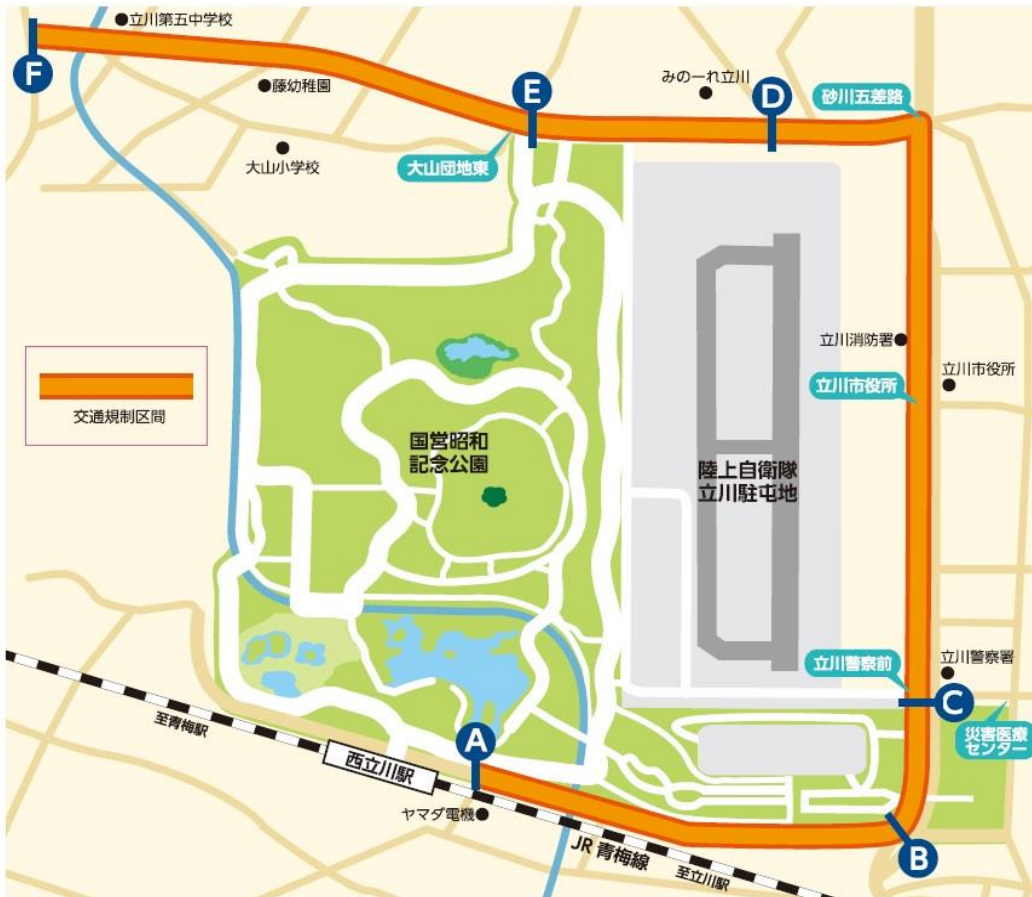 立川第五中学校
F
藤幼稚園
大山小学校
E
大山団地東
みのーれ立川
D
砂川五差路
立川消防署
立川市役所
立川市役所
交通規制区間
国営昭和
記念公園
陸上自衛隊
立川駐屯地
立川警察前
立川警察署
C
災害医療
センター
至青梅駅
西立川駅
A
ヤマダ電機
JR 青梅線
至立川駅
B